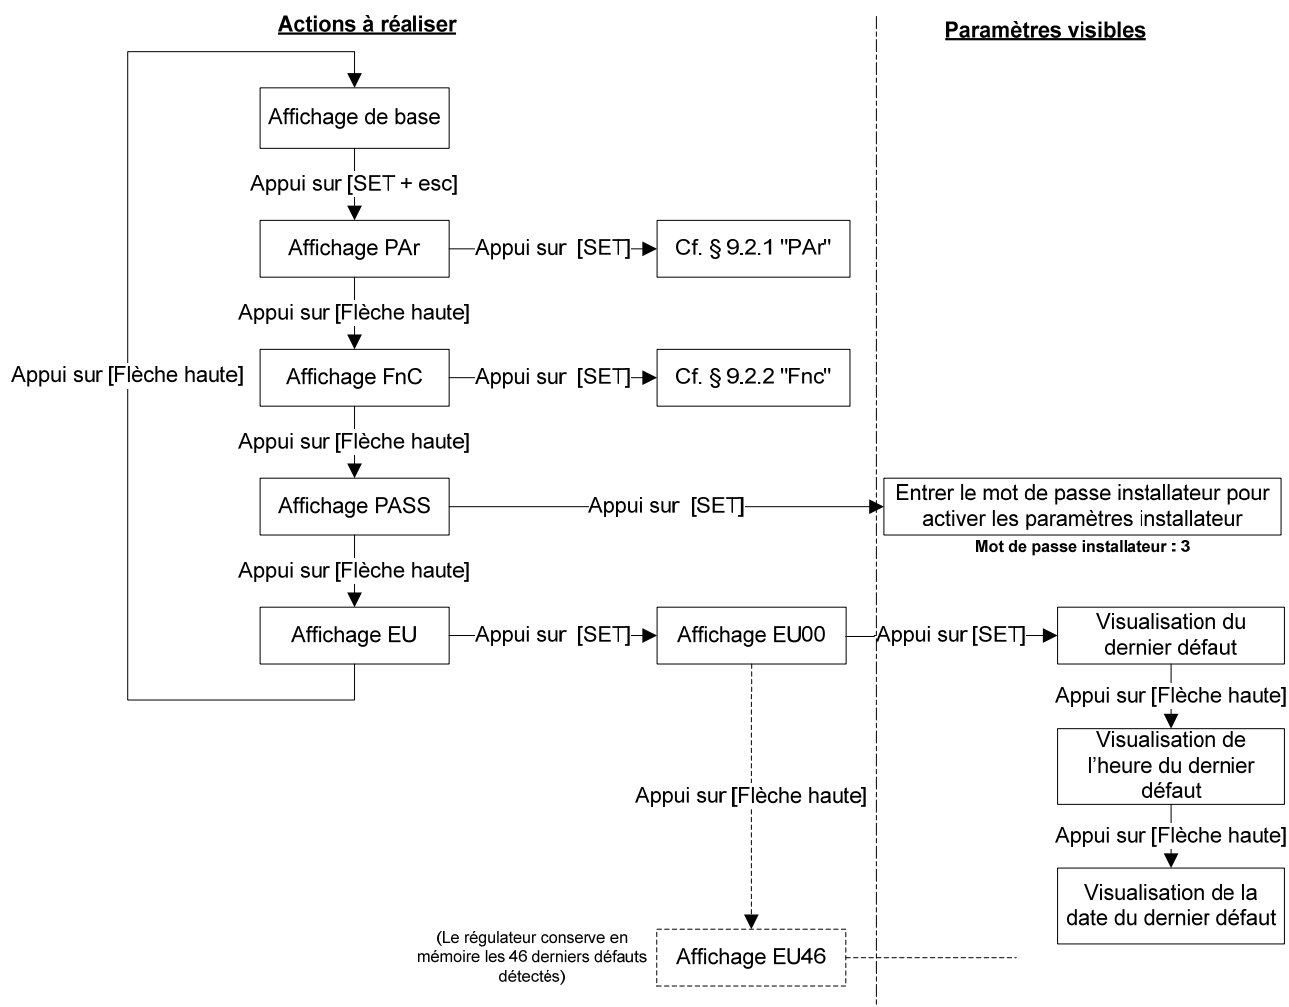 Actions à réaliser
Paramètres visibles
Affichage de base
Appui sur [SET + esc]
Affichage PAr
Appui sur [SET]
Cf. § 9.2.1 "PAr"
Appui sur [Flèche haute]
Appui sur [Flèche haute]
Affichage FnC
Appui sur [SET]
Cf. § 9.2.2 "Fnc"
Appui sur [Flèche haute]
Affichage PASS
Appui sur [SET]
Entrer le mot de passe installateur pour
activer les paramètres installateur
Mot de passe installateur : 3
Appui sur [Flèche haute]
Affichage EU
Appui sur [SET]
Affichage EU00
Appui sur [SET]
Visualisation du
dernier défaut
Appui sur [Flèche haute]
Visualisation de
l'heure du dernier
défaut
Appui sur [Flèche haute]
Appui sur [Flèche haute]
Visualisation de la
date du dernier défaut
(Le régulateur conserve en
mémoire les 46 derniers défauts
détectés)
Affichage EU46